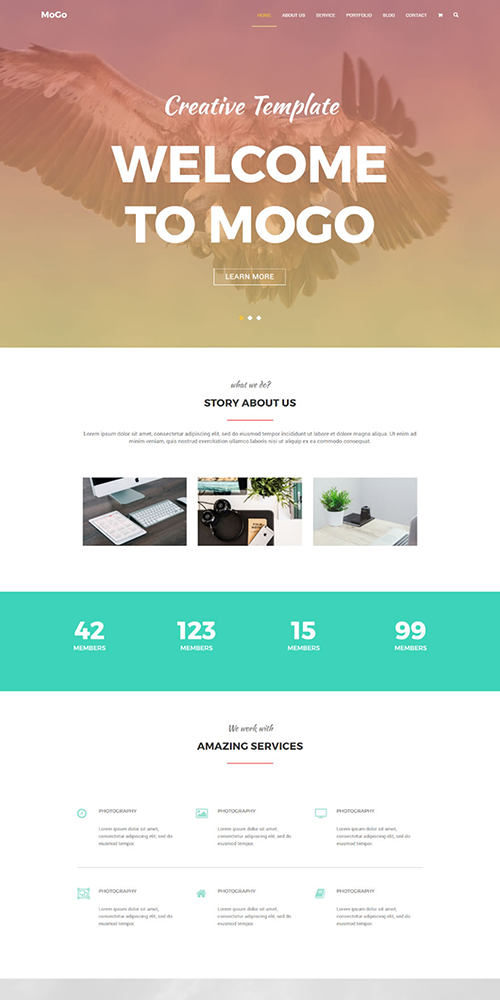 MoGo
HOME ABOUT US SERVICE PORTFOLIO BLOG CONTACT
Creative Template
WELCOME
TO MOGO
LEARN MORE
what we do?
STORY ABOUT US
Lorem ipsum dolor sit amet, consectetur adipiscing elit, sed do eiusmod tempor incididunt ut labore et dolore magna aliqua. Ut enim ad
minim veniam, quis nostrud exercitation ullamco laboris nisi ut aliquip ex ea commodo consequat.
42 123 15 99
MEMBERS MEMBERS MEMBERS MEMBERS
We work with
AMAZING SERVICES
PHOTOGRAPHY PHOTOGRAPHY PHOTOGRAPHY
Lorem ipsum dolor sit amet, Lorem ipsum dolor sit amet, Lorem ipsum dolor sit amet,
consectetur adipiscing elit, sed do consectetur adipiscing elit, sed do consectetur adipiscing elit, sed do
eiusmod tempor. eiusmod tempor. eiusmod tempor.
PHOTOGRAPHY PHOTOGRAPHY PHOTOGRAPHY
Lorem ipsum dolor sit amet, Lorem ipsum dolor sit amet, Lorem ipsum dolor sit amet,
consectetur adipiscing elit, sed do consectetur adipiscing elit, sed do consectetur adipiscing elit, sed do
eiusmod tempor. eiusmod tempor. eiusmod tempor.